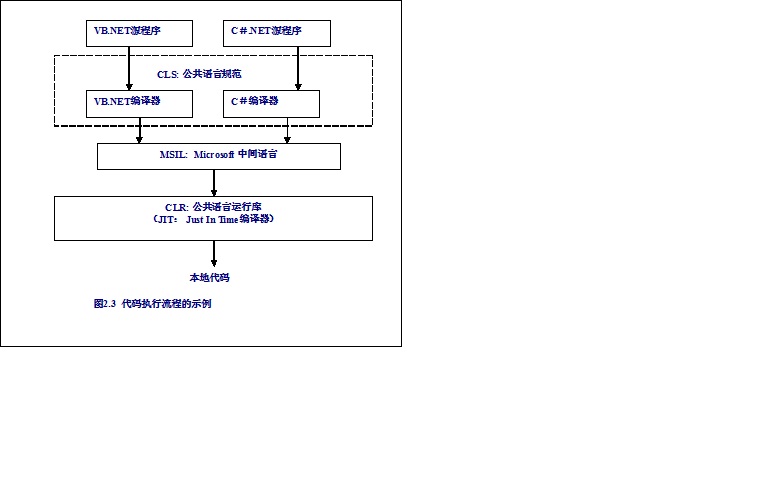 VB.NET源程序
C＃.NET源程序
CLS: 公共语言规范
VB.NET编译器
C＃编译器
MSIL: Microsoft 中间语言
CLR: 公共语言运行库
（JIT： Just In Time编译器）
本地代码
图2.3 代码执行流程的示例